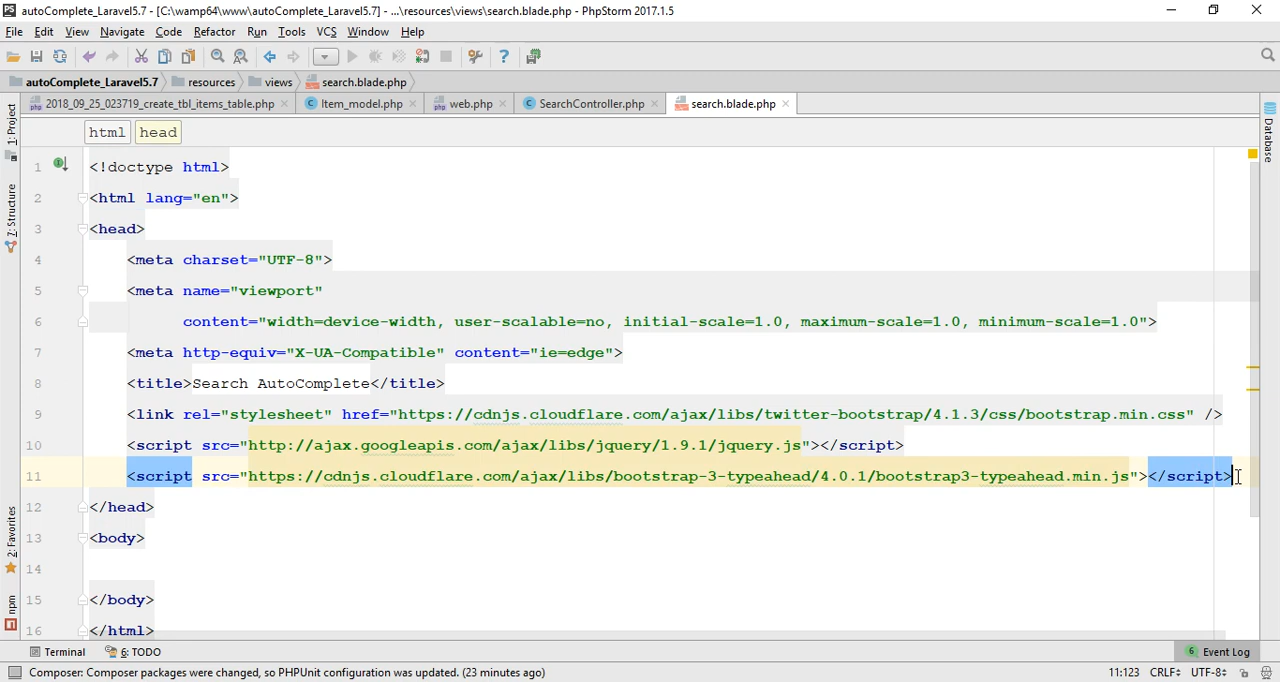 autoComplete_Laravel5.7 - [C:\wamp64\www\autoComplete_Laravel5.7] - ...\resources\views\search.blade.php - PhpStorm 2017.1.5
File Edit View Navigate Code Refactor Run Tools VCS Window Help
autoComplete_Laravel5.7 resources views search.blade.php
2018_09_25_023719_create_tbl_items_table.php Item_model.php web.php SearchController.php search.blade.php
html head
1 <!doctype html>
2 <html lang="en">
3 <head>
4 <meta charset="UTF-8">
5 <meta name="viewport"
6 content="width=device-width, user-scalable=no, initial-scale=1.0, maximum-scale=1.0, minimum-scale=1.0">
7 <meta http-equiv="X-UA-Compatible" content="ie=edge">
8 <title>Search AutoComplete</title>
9 <link rel="stylesheet" href="https://cdnjs.cloudflare.com/ajax/libs/twitter-bootstrap/4.1.3/css/bootstrap.min.css" />
10 <script src="http://ajax.googleapis.com/ajax/libs/jquery/1.9.1/jquery.js"></script>
11 <script src="https://cdnjs.cloudflare.com/ajax/libs/bootstrap-3-typeahead/4.0.1/bootstrap3-typeahead.min.js"></script>
12 </head>
13 <body>
14
15 </body>
16 </html>
1: Project
7: Structure
2: Favorites
npm
Database
Terminal 6: TODO 6 Event Log
Composer: Composer packages were changed, so PHPUnit configuration was updated. (23 minutes ago) 11:123 CRLF UTF-8